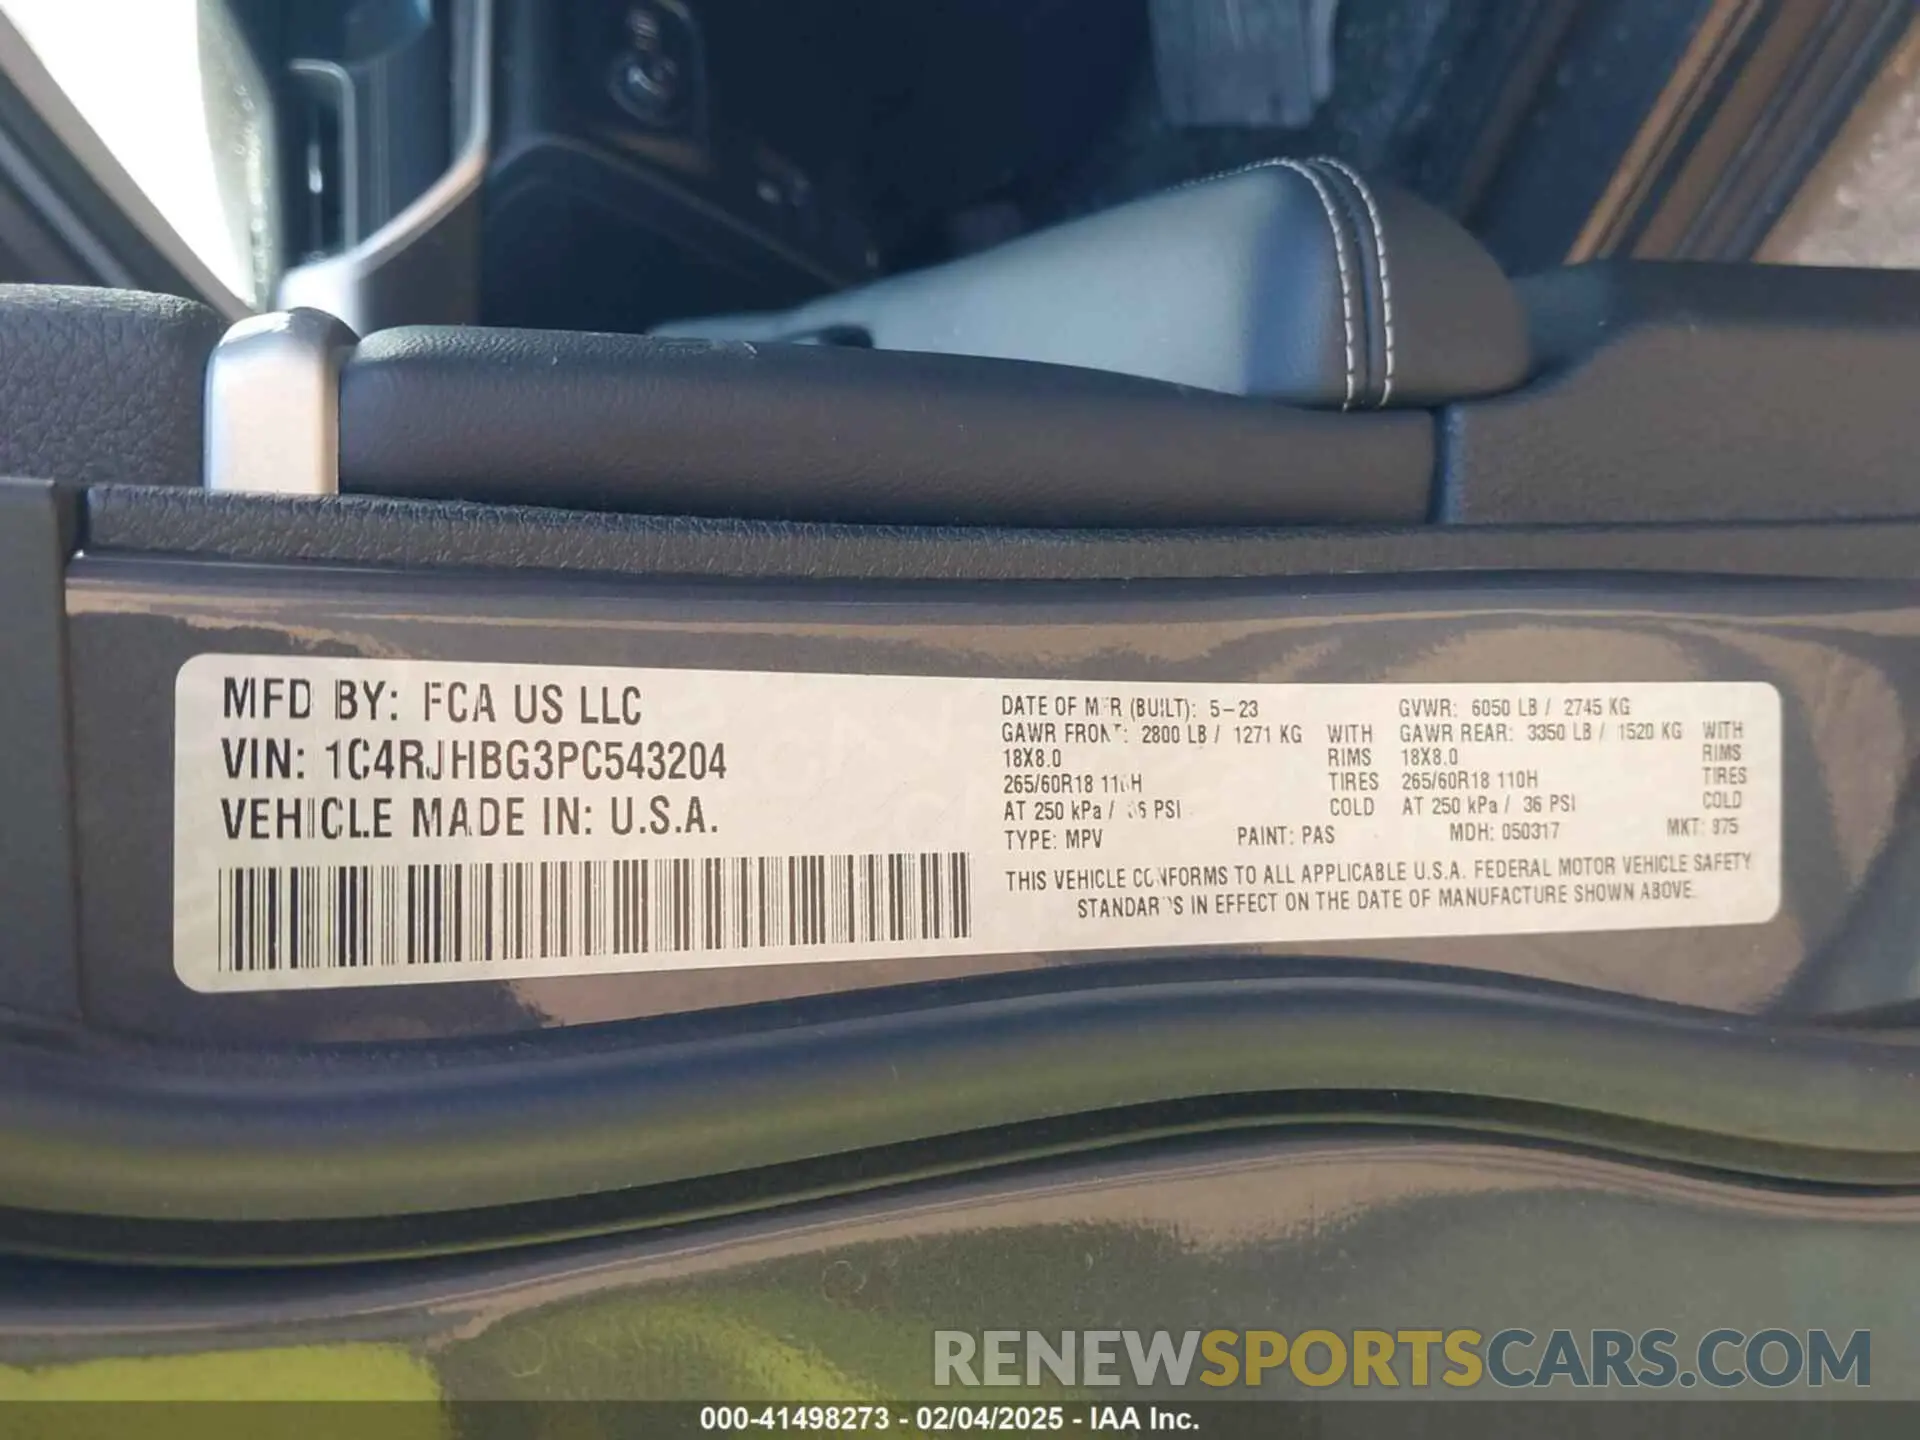 MFD BY: FCA US LLC
VIN: 1C4RJHBG3PC543204
VEHICLE MADE IN: U.S.A.
DATE OF MFR (BUILT): 5-23 GVWR: 6050 LB / 2745 KG
GAWR FRONT: 2800 LB / 1271 KG WITH GAWR REAR: 3350 LB / 1520 KG WITH
18X8.0 RIMS 18X8.0 RIMS
265/60R18 110H TIRES 265/60R18 110H TIRES
AT 250 kPa / 36 PSI COLD AT 250 kPa / 36 PSI COLD
TYPE: MPV PAINT: PAS MDH: 050317 MKT:
THIS VEHICLE CONFORMS TO ALL APPLICABLE U.S.A. FEDERAL MOTOR VEHICLE SAFETY
STANDARDS IN EFFECT ON THE DATE OF MANUFACTURE SHOWN ABOVE.
RENEWSPORTSCARS.COM
000-41498273 - 02/04/2025 - IAA Inc.